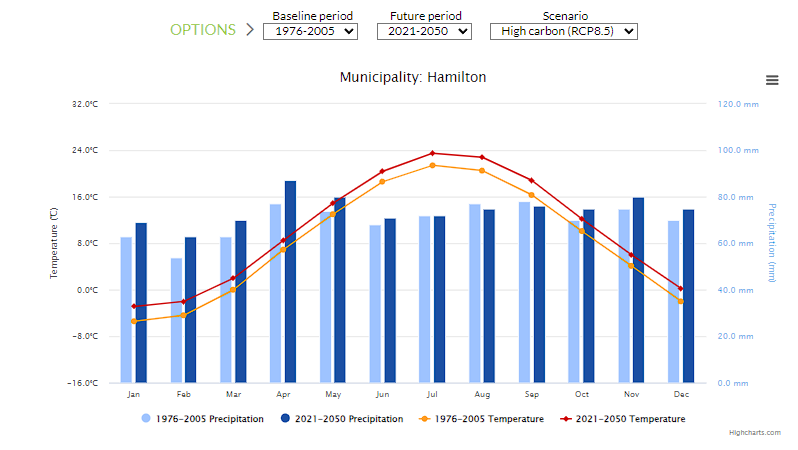 Baseline period Future period Scenario
OPTIONS 1976-2005 2021-2050 High carbon (RCP8.5)
Municipality: Hamilton
32.0°C 120.0 mm
24.0°C 100.0 mm
16.0°C 80.0 mm
8.0°C 60.0 mm
0.0°C 40.0 mm
-8.0°C 20.0 mm
-16.0°C 0.0 mm
Temperature (℃)
Precipitation (mm)
Jan Feb Mar Apr May Jun Jul Aug Sep Oct Nov Dec
1976-2005 Precipitation 2021-2050 Precipitation 1976-2005 Temperature 2021-2050 Temperature
Highcharts.com